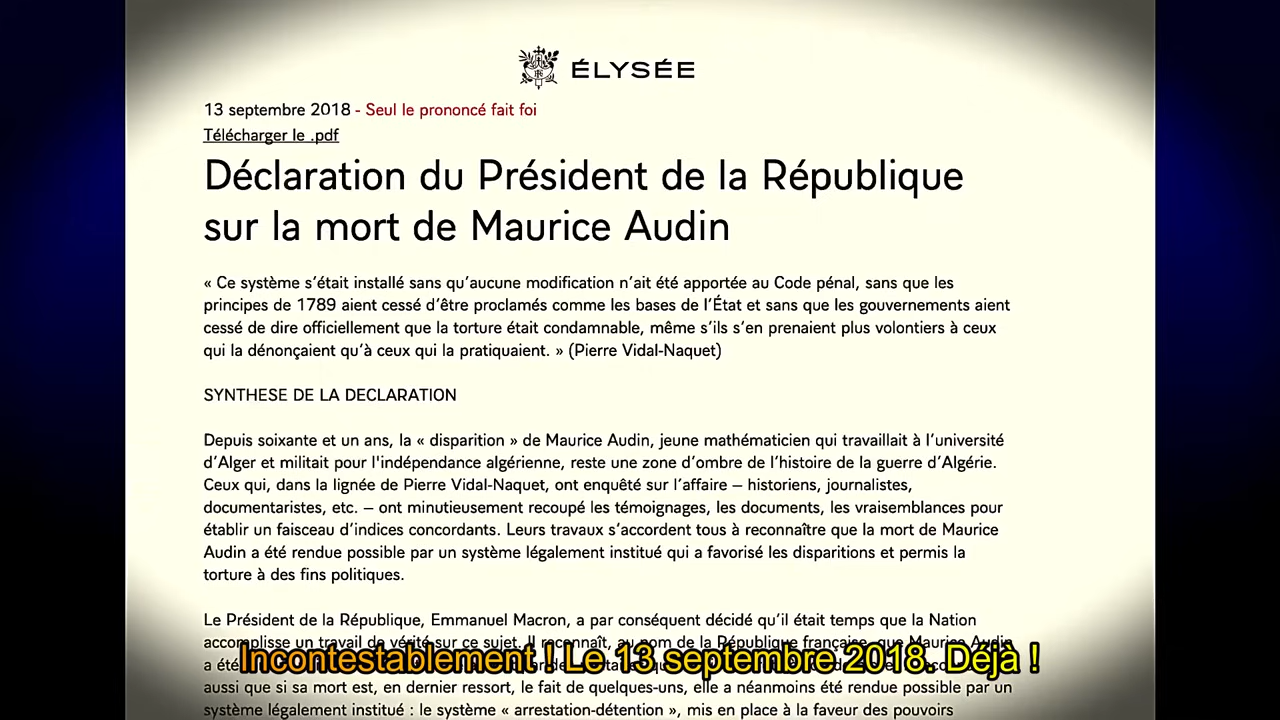 ÉLYSÉE
13 septembre 2018 - Seul le prononcé fait foi
Télécharger le .pdf
Déclaration du Président de la République
sur la mort de Maurice Audin
« Ce système s’était installé sans qu’aucune modification n’ait été apportée au Code pénal, sans que les
principes de 1789 aient cessé d’être proclamés comme les bases de l’État et sans que les gouvernements aient
cessé de dire officiellement que la torture était condamnable, même s’ils s’en prenaient plus volontiers à ceux
qui la dénonçaient qu’à ceux qui la pratiquaient. » (Pierre Vidal-Naquet)
SYNTHESE DE LA DECLARATION
Depuis soixante et un ans, la « disparition » de Maurice Audin, jeune mathématicien qui travaillait à l’université
d’Alger et militait pour l'indépendance algérienne, reste une zone d’ombre de l’histoire de la guerre d’Algérie.
Ceux qui, dans la lignée de Pierre Vidal-Naquet, ont enquêté sur l’affaire – historiens, journalistes,
documentaristes, etc. – ont minutieusement recoupé les témoignages, les documents, les vraisemblances pour
établir un faisceau d’indices concordants. Leurs travaux s’accordent tous à reconnaître que la mort de Maurice
Audin a été rendue possible par un système légalement institué qui a favorisé les disparitions et permis la
torture à des fins politiques.
Le Président de la République, Emmanuel Macron, a par conséquent décidé qu’il était temps que la Nation
accomplisse un travail de vérité sur ce sujet. Il reconnaît, au nom de la République française, que Maurice Audin
a été
Incontestablement ! Le 13 septembre 2018. Déjà !
aussi que si sa mort est, en dernier ressort, le fait de quelques-uns, elle a néanmoins été rendue possible par un
système légalement institué : le système « arrestation-détention », mis en place à la faveur des pouvoirs